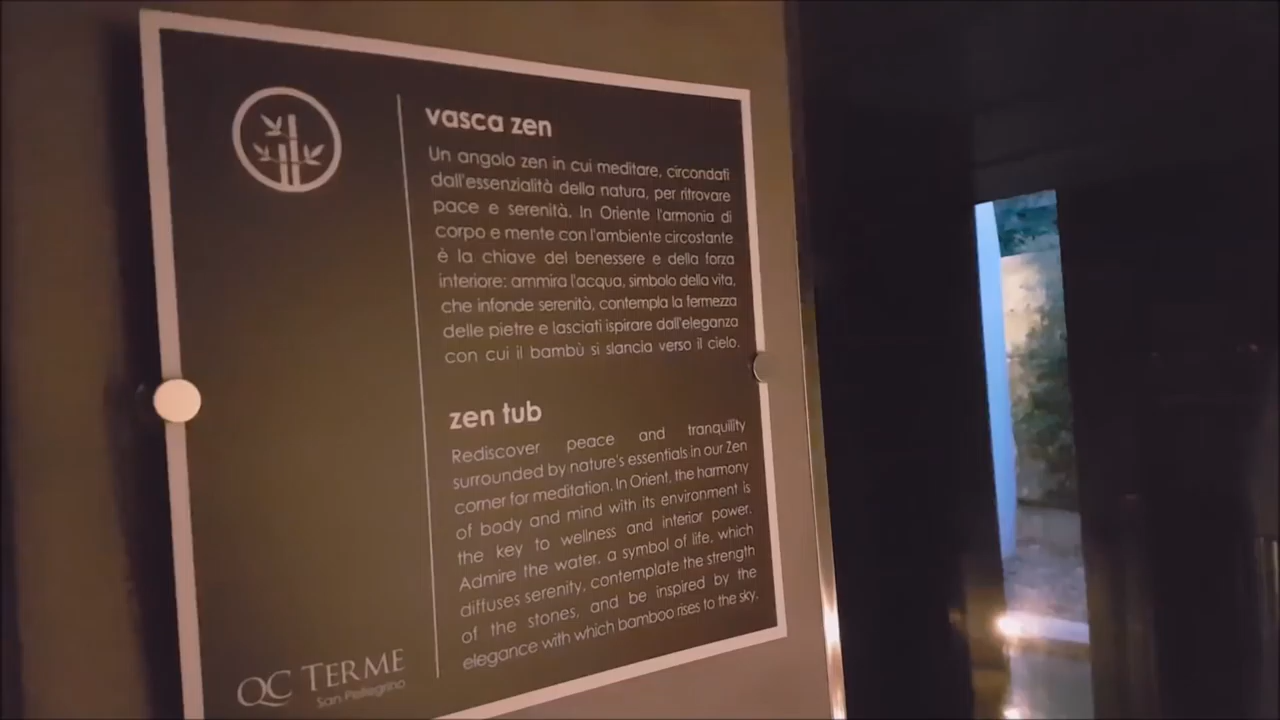 vasca zen
Un angolo zen in cui meditare, circondati
dall'essenzialità della natura, per ritrovare
pace e serenità. In Oriente l'armonia di
corpo e mente con l'ambiente circostante
è la chiave del benessere e della forza
interiore: ammira l'acqua, simbolo della vita,
che infonde serenità, contempla la fermezza
delle pietre e lasciati ispirare dall'eleganza
con cui il bambù si slancia verso il cielo.
zen tub
Rediscover peace and tranquility
surrounded by nature's essentials in our Zen
corner for meditation. In Orient, the harmony
of body and mind with its environment is
the key to wellness and interior power.
Admire the water, a symbol of life, which
diffuses serenity, contemplate the strength
of the stones, and be inspired by the
elegance with which bamboo rises to the sky.
QC TERME
San Pellegrino